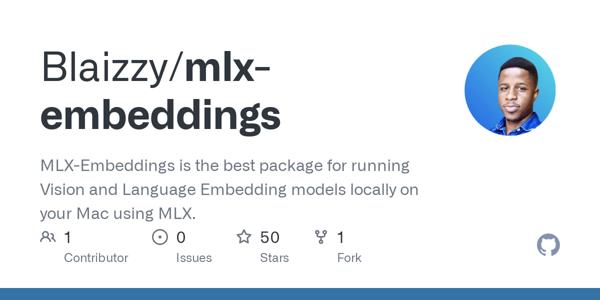 Blaizzy/mlx-
embeddings
MLX-Embeddings is the best package for running
Vision and Language Embedding models locally on
your Mac using MLX.
1 0 50 1
Contributor Issues Stars Fork